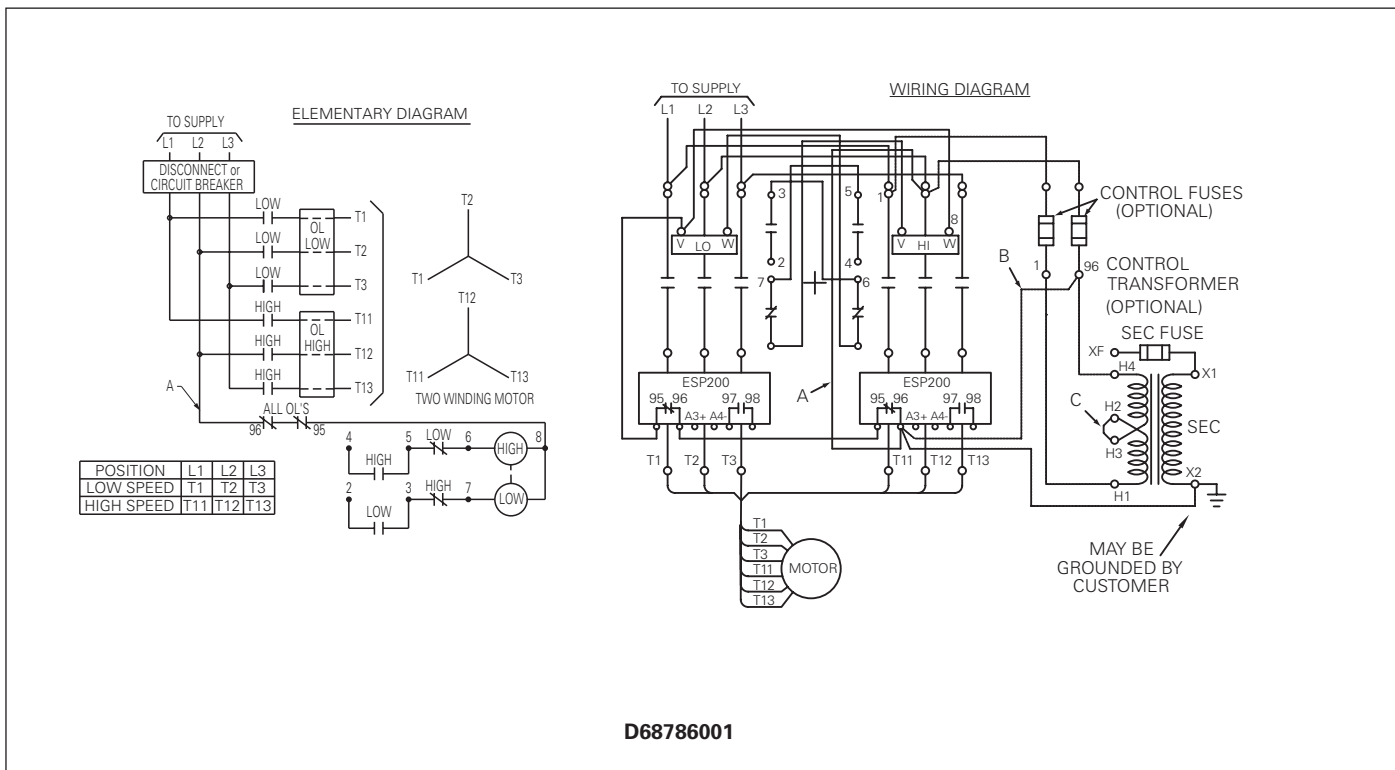 ELEMENTARY DIAGRAM
TO SUPPLY
L1 L2 L3
DISCONNECT or
CIRCUIT BREAKER
LOW
T1
OL
LOW
LOW
T2
LOW
T3
HIGH
T11
OL
HIGH
HIGH
T12
HIGH
T13
A
ALL OL'S
96 95
T2
T1 T3
T12
T11 T13
TWO WINDING MOTOR
4 5 LOW 6 HIGH 8
HIGH
2 3 HIGH 7 LOW
LOW
POSITION L1 L2 L3
LOW SPEED T1 T2 T3
HIGH SPEED T11 T12 T13
WIRING DIAGRAM
TO SUPPLY
L1 L2 L3
3 5 1
V LO W
V HI W 8
2 4
7 6
CONTROL FUSES
(OPTIONAL)
B
1 96
CONTROL
TRANSFORMER
(OPTIONAL)
SEC FUSE
XF
H4 X1
C
H2
H3
SEC
H1 X2
A
ESP200
95 96 97 98
A3+ A4-
ESP200
95 96 97 98
A3+ A4-
T1 T2 T3
T11 T12 T13
T1
T2
T3
T11
T12
T13
MOTOR
MAY BE
GROUNDED BY
CUSTOMER
D68786001